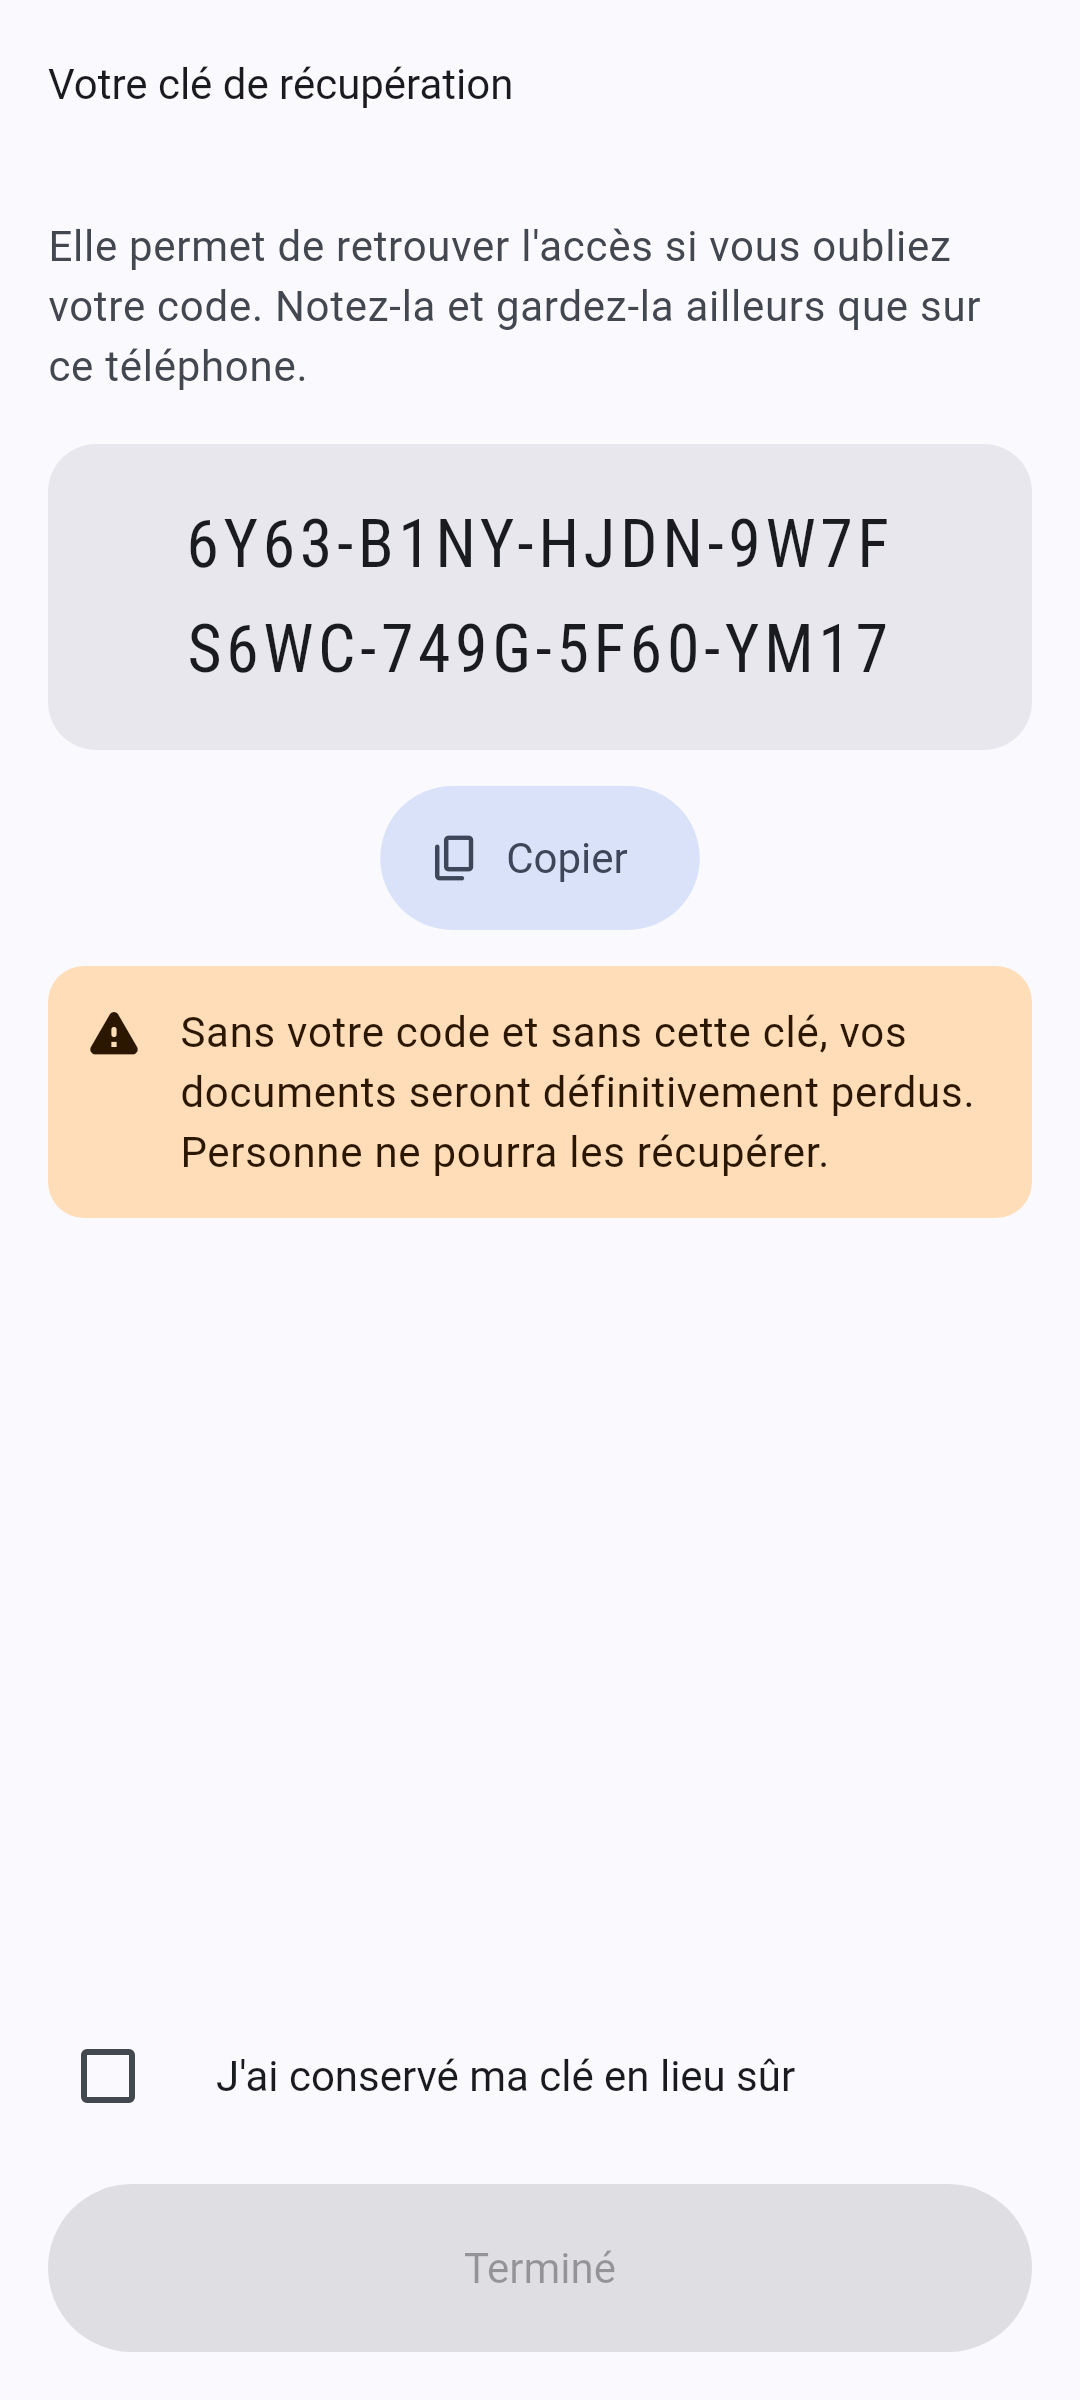 Votre clé de récupération
Elle permet de retrouver l'accès si vous oubliez
votre code. Notez-la et gardez-la ailleurs que sur
ce téléphone.
6Y63-B1NY-HJDN-9W7F
S6WC-749G-5F60-YM17
Copier
Sans votre code et sans cette clé, vos
documents seront définitivement perdus.
Personne ne pourra les récupérer.
J'ai conservé ma clé en lieu sûr
Terminé